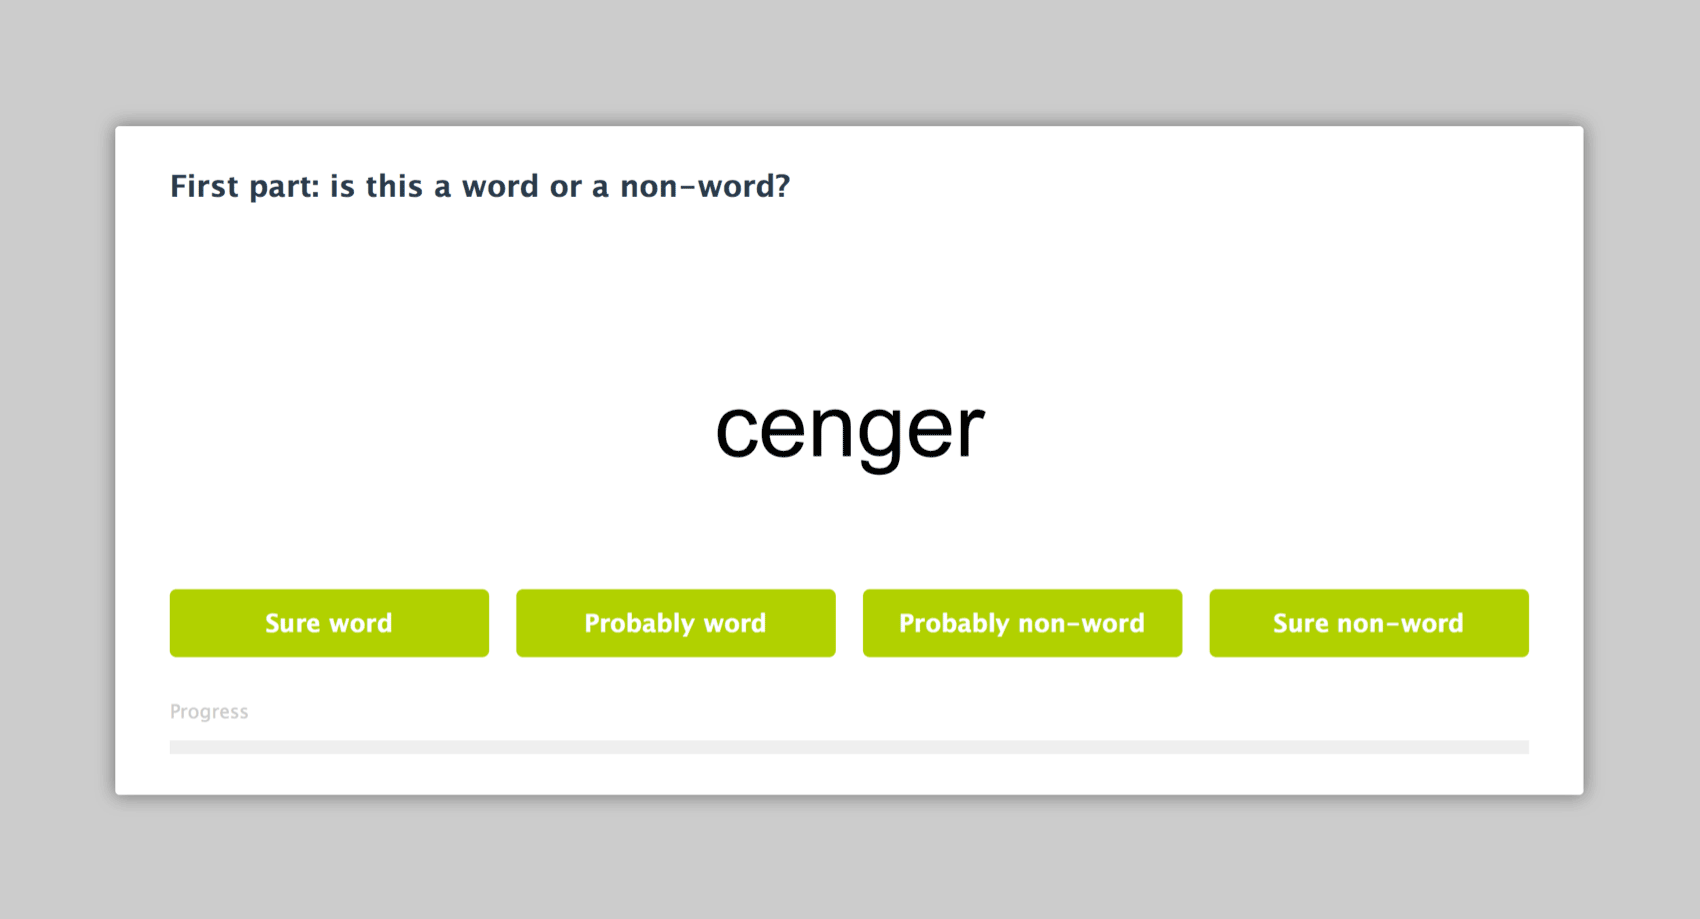 First part: is this a word or a non-word?
cenger
Sure word
Probably word
Probably non-word
Sure non-word
Progress